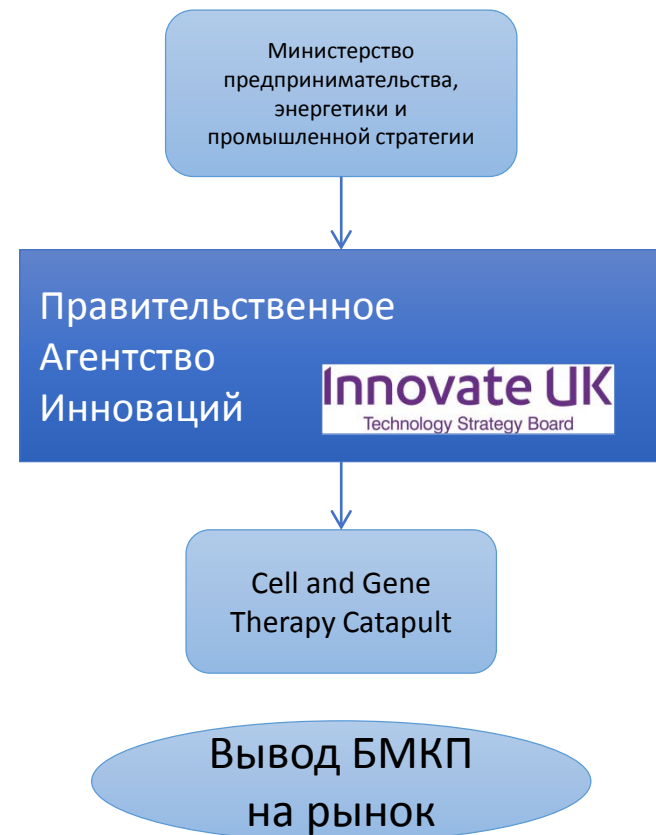 Министерство
предпринимательства,
энергетики и
промышленной стратегии
Правительственное
Агентство
Инноваций
Innovate UK
Technology Strategy Board
Cell and Gene
Therapy Catapult
Вывод БМКП
на рынок